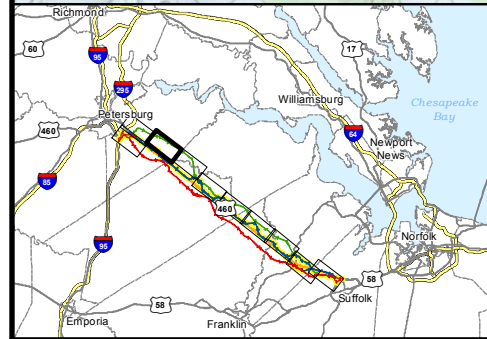 Richmond
60
95
17
295
Williamsburg
Petersburg
Chesapeake
Bay
460
64
Newport
News
85
460
95
Norfolk
58
58
Suffolk
Emporia
Franklin